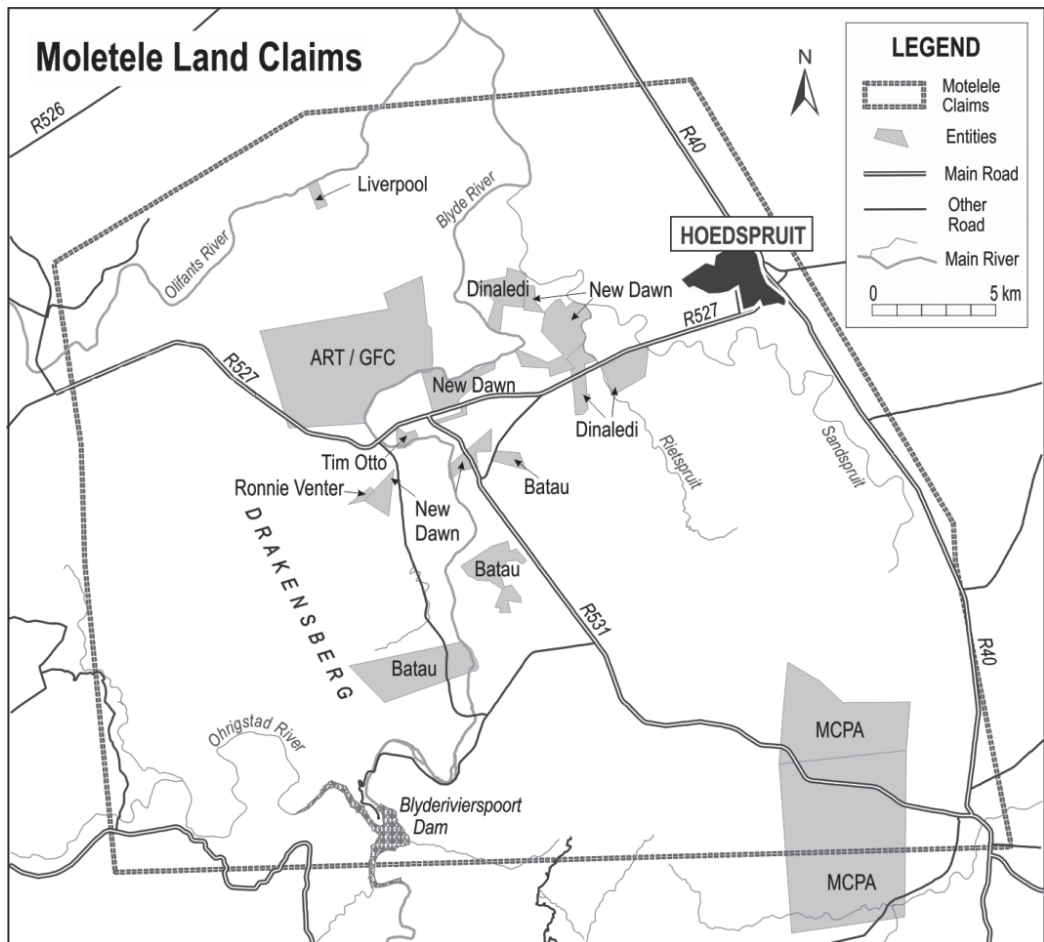 Moletele Land Claims
LEGEND
Motelele
Claims
Entities
Main Road
Other
Road
Main River
0 5 km
N
R526
R40
Liverpool
Blyde River
Olifants River
HOEDSPRUIT
Dinaledi
New Dawn
R527
ART / GFC
R527
New Dawn
Dinaledi
Tim Otto
Ronnie Venter
New
Dawn
Batau
Rietspruit
Sandspruit
DRAKENSBERG
Batau
R531
Batau
R40
MCPA
Ohrigstad River
Blyderivierspoort
Dam
MCPA